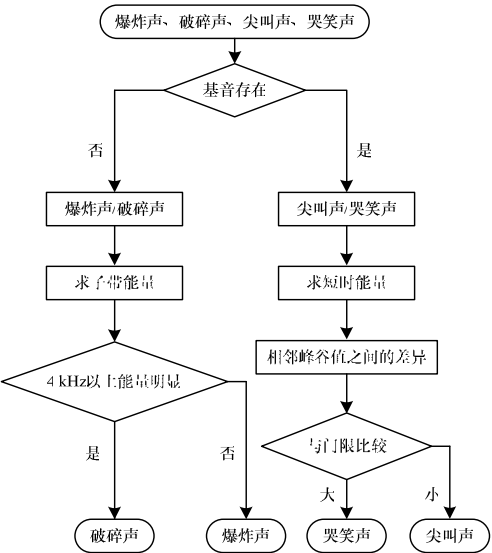 爆炸声、破碎声、尖叫声、哭笑声
基音存在
否
是
爆炸声/破碎声
尖叫声/哭笑声
求子带能量
求短时能量
相邻峰谷值之间的差异
4 kHz以上能量明显
与门限比较
是
否
大
小
破碎声
爆炸声
哭笑声
尖叫声